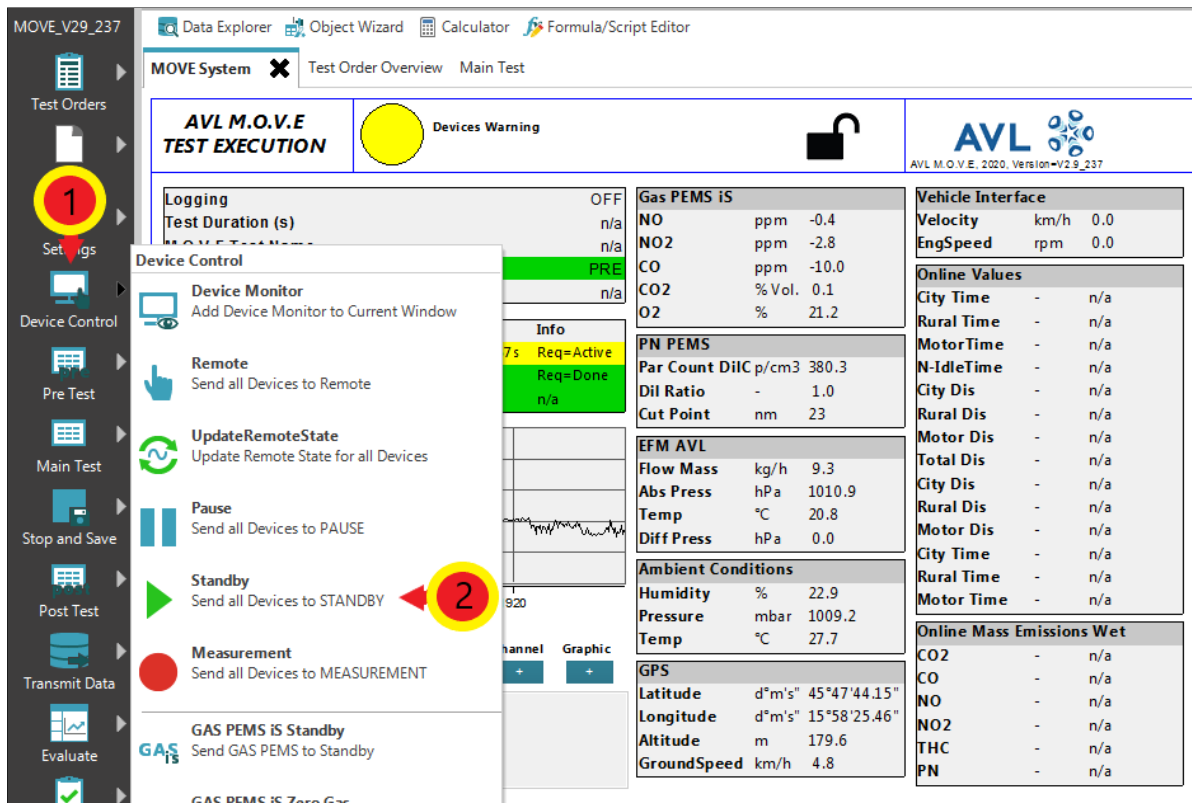 MOVE_V29_237
Data Explorer Object Wizard Calculator Formula/Script Editor
MOVE System Test Order Overview Main Test
Test Orders
1
Settings
Device Control
Pre Test
Main Test
Stop and Save
Post Test
Transmit Data
Evaluate
AVL M.O.V.E
TEST EXECUTION
Devices Warning
AVL
AVL M.O.V.E, 2020, Version=V2.9_237
Logging OFF
Test Duration (s) n/a
M.O.V.E Test Name n/a
PRE
n/a
Info
7 s Req=Active
Req=Done
n/a
920
hannel Graphic
+ +
Device Control
Device Monitor
Add Device Monitor to Current Window
Remote
Send all Devices to Remote
UpdateRemoteState
Update Remote State for all Devices
Pause
Send all Devices to PAUSE
Standby
Send all Devices to STANDBY
2
Measurement
Send all Devices to MEASUREMENT
GAS PEMS iS Standby
GAS iS Send GAS PEMS to Standby
GAS PEMS iS Zero Gas
Gas PEMS iS
NO ppm -0.4
NO2 ppm -2.8
CO ppm -10.0
CO2 % Vol. 0.1
O2 % 21.2
PN PEMS
Par Count DilC p/cm3 380.3
Dil Ratio - 1.0
Cut Point nm 23
EFM AVL
Flow Mass kg/h 9.3
Abs Press hPa 1010.9
Temp °C 20.8
Diff Press hPa 0.0
Ambient Conditions
Humidity % 22.9
Pressure mbar 1009.2
Temp °C 27.7
GPS
Latitude d°m's" 45°47'44.15"
Longitude d°m's" 15°58'25.46"
Altitude m 179.6
GroundSpeed km/h 4.8
Vehicle Interface
Velocity km/h 0.0
EngSpeed rpm 0.0
Online Values
City Time - n/a
Rural Time - n/a
MotorTime - n/a
N-IdleTime - n/a
City Dis - n/a
Rural Dis - n/a
Motor Dis - n/a
Total Dis - n/a
City Dis - n/a
Rural Dis - n/a
Motor Dis - n/a
City Time - n/a
Rural Time - n/a
Motor Time - n/a
Online Mass Emissions Wet
CO2 - n/a
CO - n/a
NO - n/a
NO2 - n/a
THC - n/a
PN - n/a